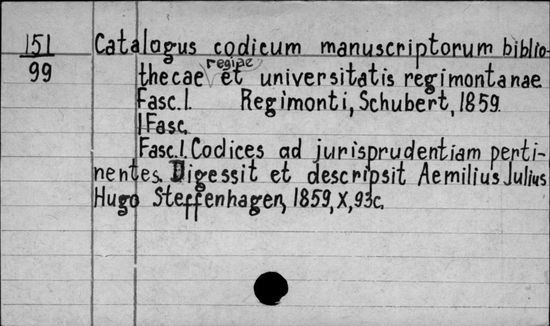 151 Catalogus codicum manuscriptorum biblio-
99 thecae regiae et universitatis regimontanae
Fasc. I. Regimonti, Schubert, 1859.
1 Fasc.
Fasc. I. Codices ad jurisprudentiam perti-
nentes. Digessit et descripsit Aemilius Julius
Hugo Steffenhagen, 1859, X, 93c.